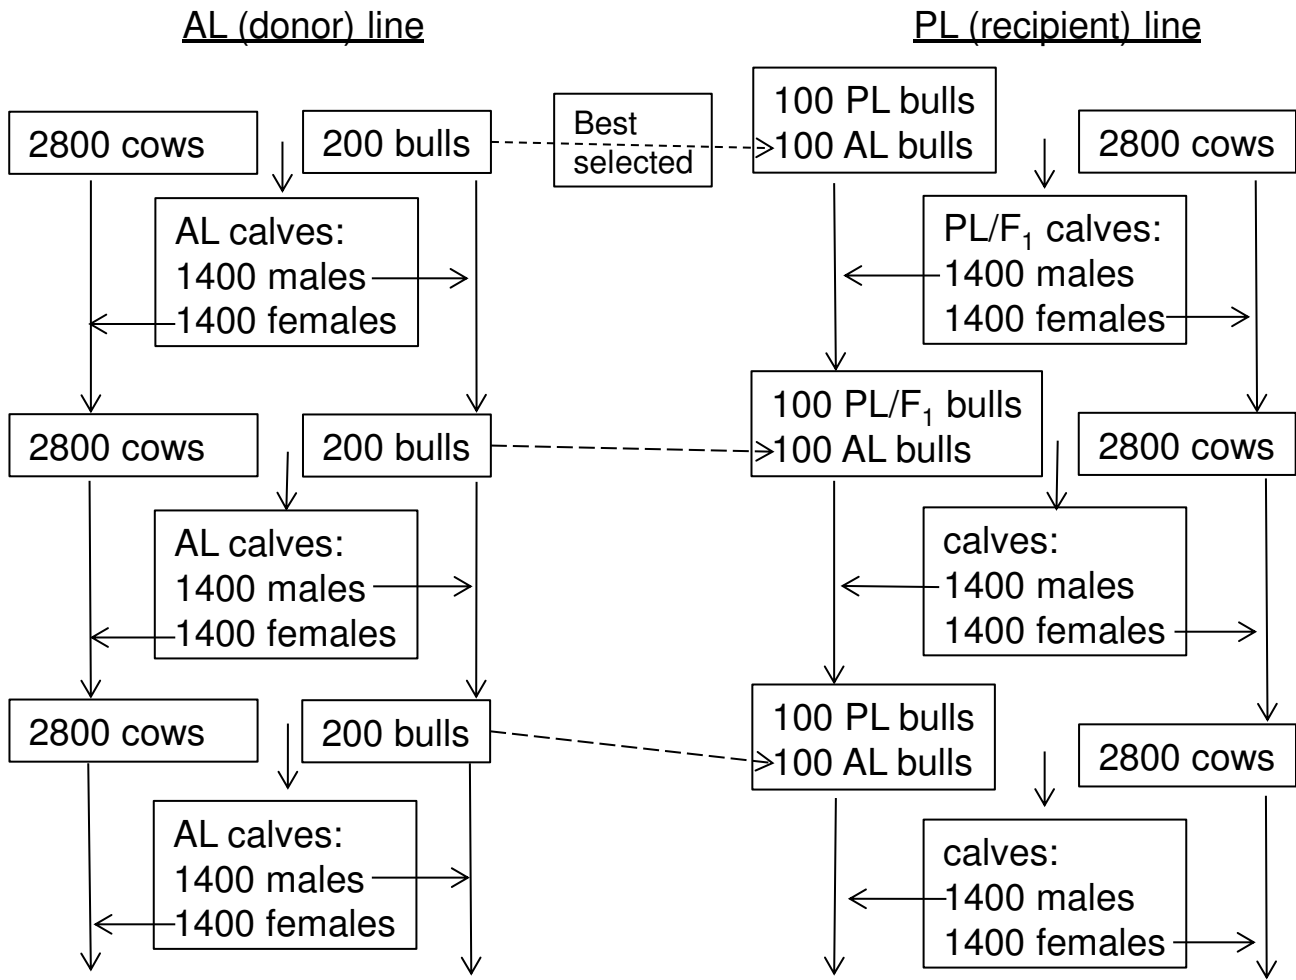 AL (donor) line
PL (recipient) line
2800 cows
200 bulls
Best
selected
100 PL bulls
100 AL bulls
2800 cows
AL calves:
1400 males
1400 females
PL/F₁ calves:
1400 males
1400 females
2800 cows
200 bulls
100 PL/F₁ bulls
100 AL bulls
2800 cows
AL calves:
1400 males
1400 females
calves:
1400 males
1400 females
2800 cows
200 bulls
100 PL bulls
100 AL bulls
2800 cows
AL calves:
1400 males
1400 females
calves:
1400 males
1400 females